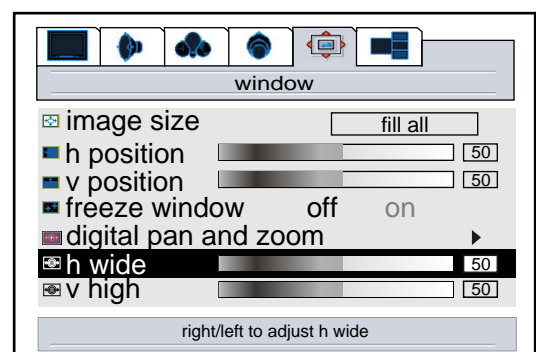 window
image size fill all
h position 50
v position 50
freeze window off on
digital pan and zoom
h wide 50
v high 50
right/left to adjust h wide